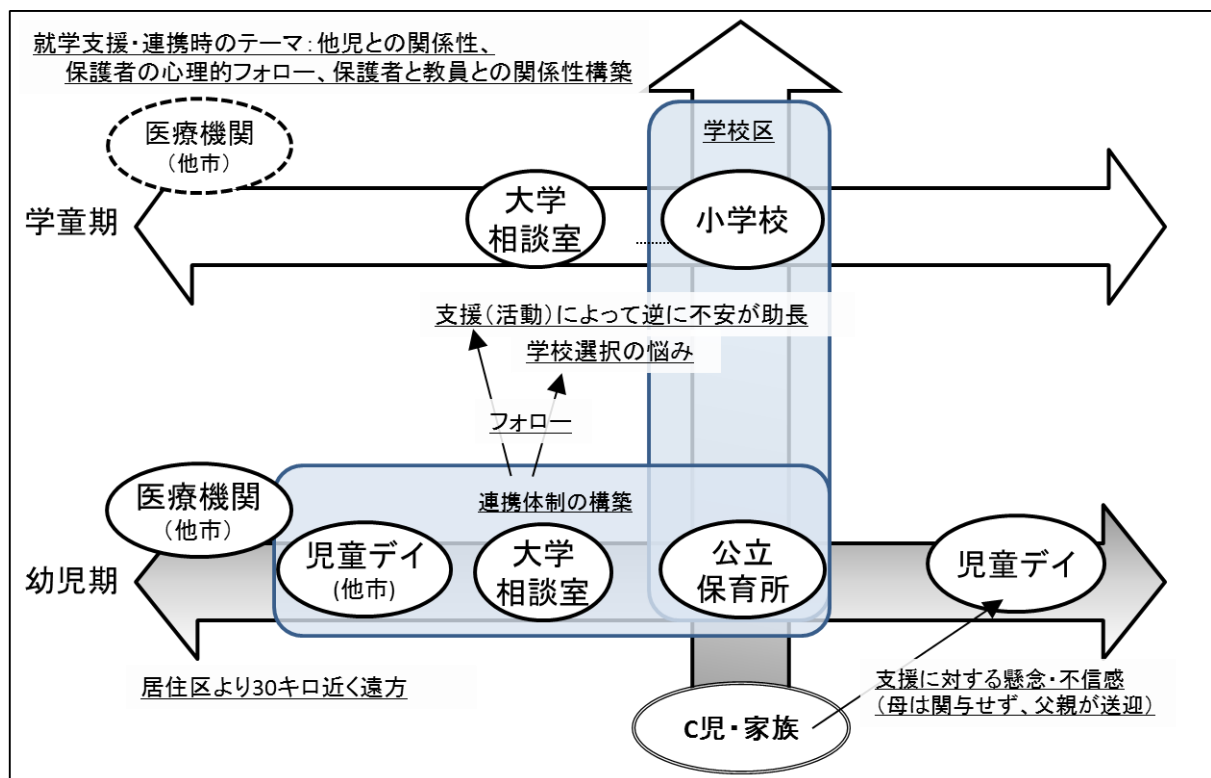 就学支援・連携時のテーマ：他児との関係性、
保護者の心理的フォロー、保護者と教員との関係性構築
医療機関
（他市）
学校区
学童期
大学
相談室
小学校
支援（活動）によって逆に不安が助長
学校選択の悩み
フォロー
医療機関
（他市）
連携体制の構築
幼児期
児童デイ
(他市)
大学
相談室
公立
保育所
児童デイ
居住区より30キロ近く遠方
支援に対する懸念・不信感
（母は関与せず、父親が送迎）
C児・家族